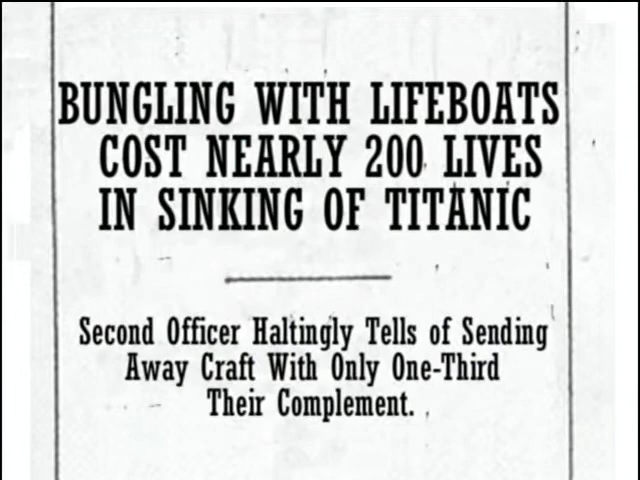 BUNGLING WITH LIFEBOATS
COST NEARLY 200 LIVES
IN SINKING OF TITANIC
Second Officer Haltingly Tells of Sending
Away Craft With Only One-Third
Their Complement.